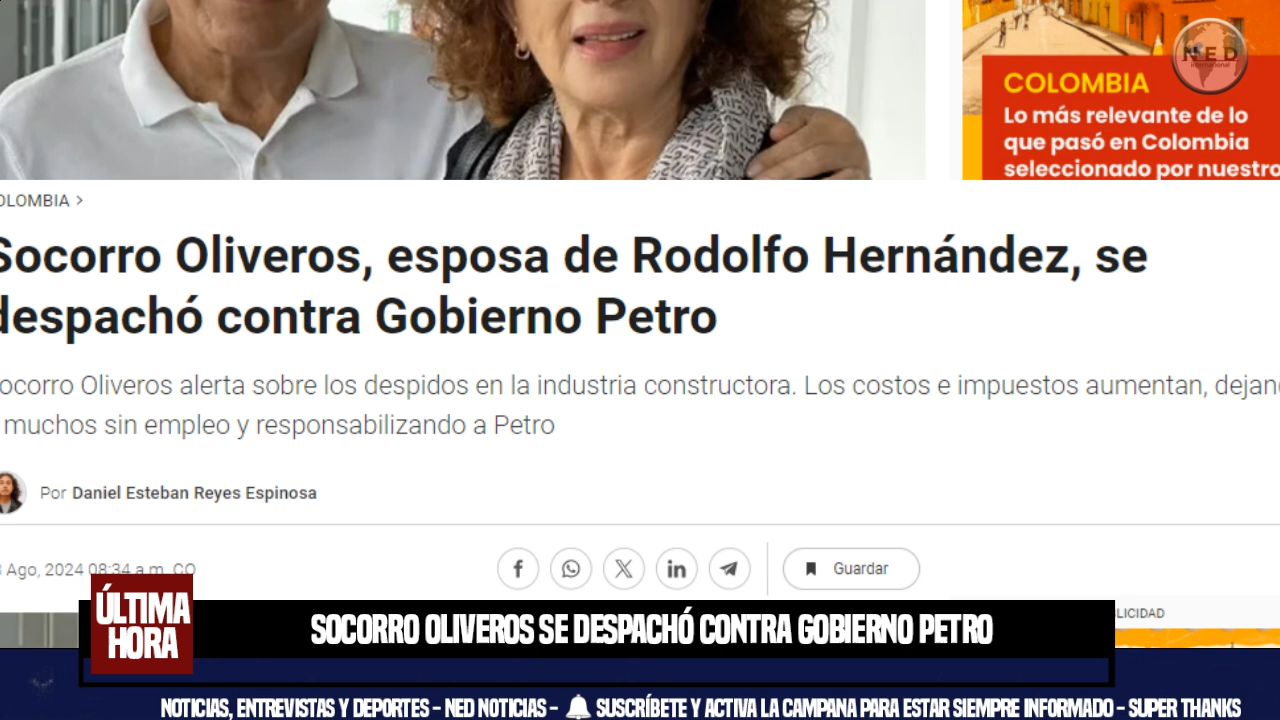 NED
international
COLOMBIA
Lo más relevante de lo
que pasó en Colombia
seleccionado por nuestro
OLOMBIA >
Socorro Oliveros, esposa de Rodolfo Hernández, se
despachó contra Gobierno Petro
ocorro Oliveros alerta sobre los despidos en la industria constructora. Los costos e impuestos aumentan, dejand
muchos sin empleo y responsabilizando a Petro
Por Daniel Esteban Reyes Espinosa
Ago, 2024 08:34 a.m. CO
Guardar
LICIDAD
ÚLTIMA
HORA
SOCORRO OLIVEROS SE DESPACHÓ CONTRA GOBIERNO PETRO
NOTICIAS, ENTREVISTAS Y DEPORTES - NED NOTICIAS - SUSCRÍBETE Y ACTIVA LA CAMPANA PARA ESTAR SIEMPRE INFORMADO - SUPER THANKS